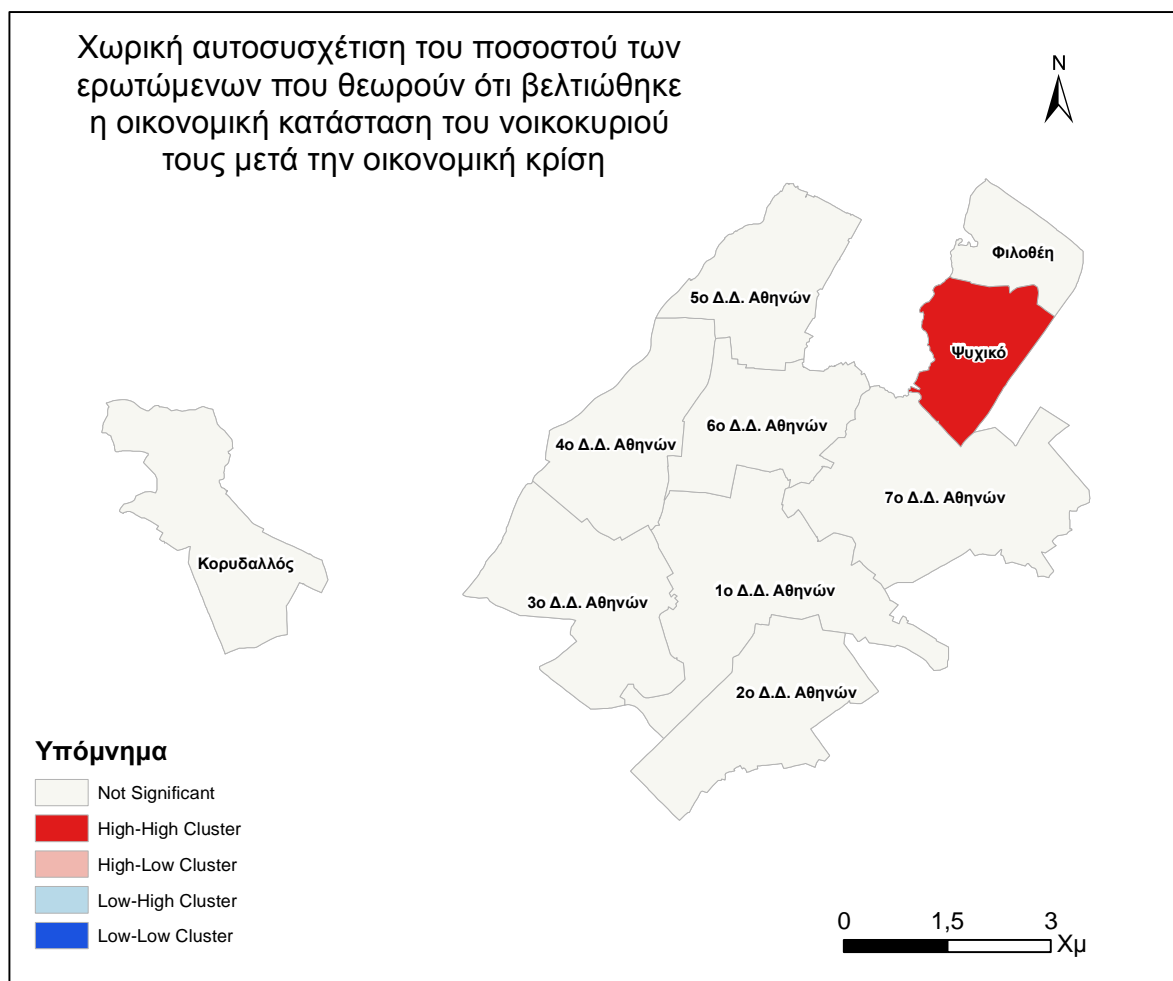 Χωρική αυτοσυσχέτιση του ποσοστού των
ερωτώμενων που θεωρούν ότι βελτιώθηκε
η οικονομική κατάσταση του νοικοκυριού
τους μετά την οικονομική κρίση
N
Φιλοθέη
5ο Δ.Δ. Αθηνών
Ψυχικό
6ο Δ.Δ. Αθηνών
4ο Δ.Δ. Αθηνών
7ο Δ.Δ. Αθηνών
Κορυδαλλός
1ο Δ.Δ. Αθηνών
3ο Δ.Δ. Αθηνών
2ο Δ.Δ. Αθηνών
Υπόμνημα
Not Significant
High-High Cluster
High-Low Cluster
Low-High Cluster
Low-Low Cluster
0 1,5 3
Χμ